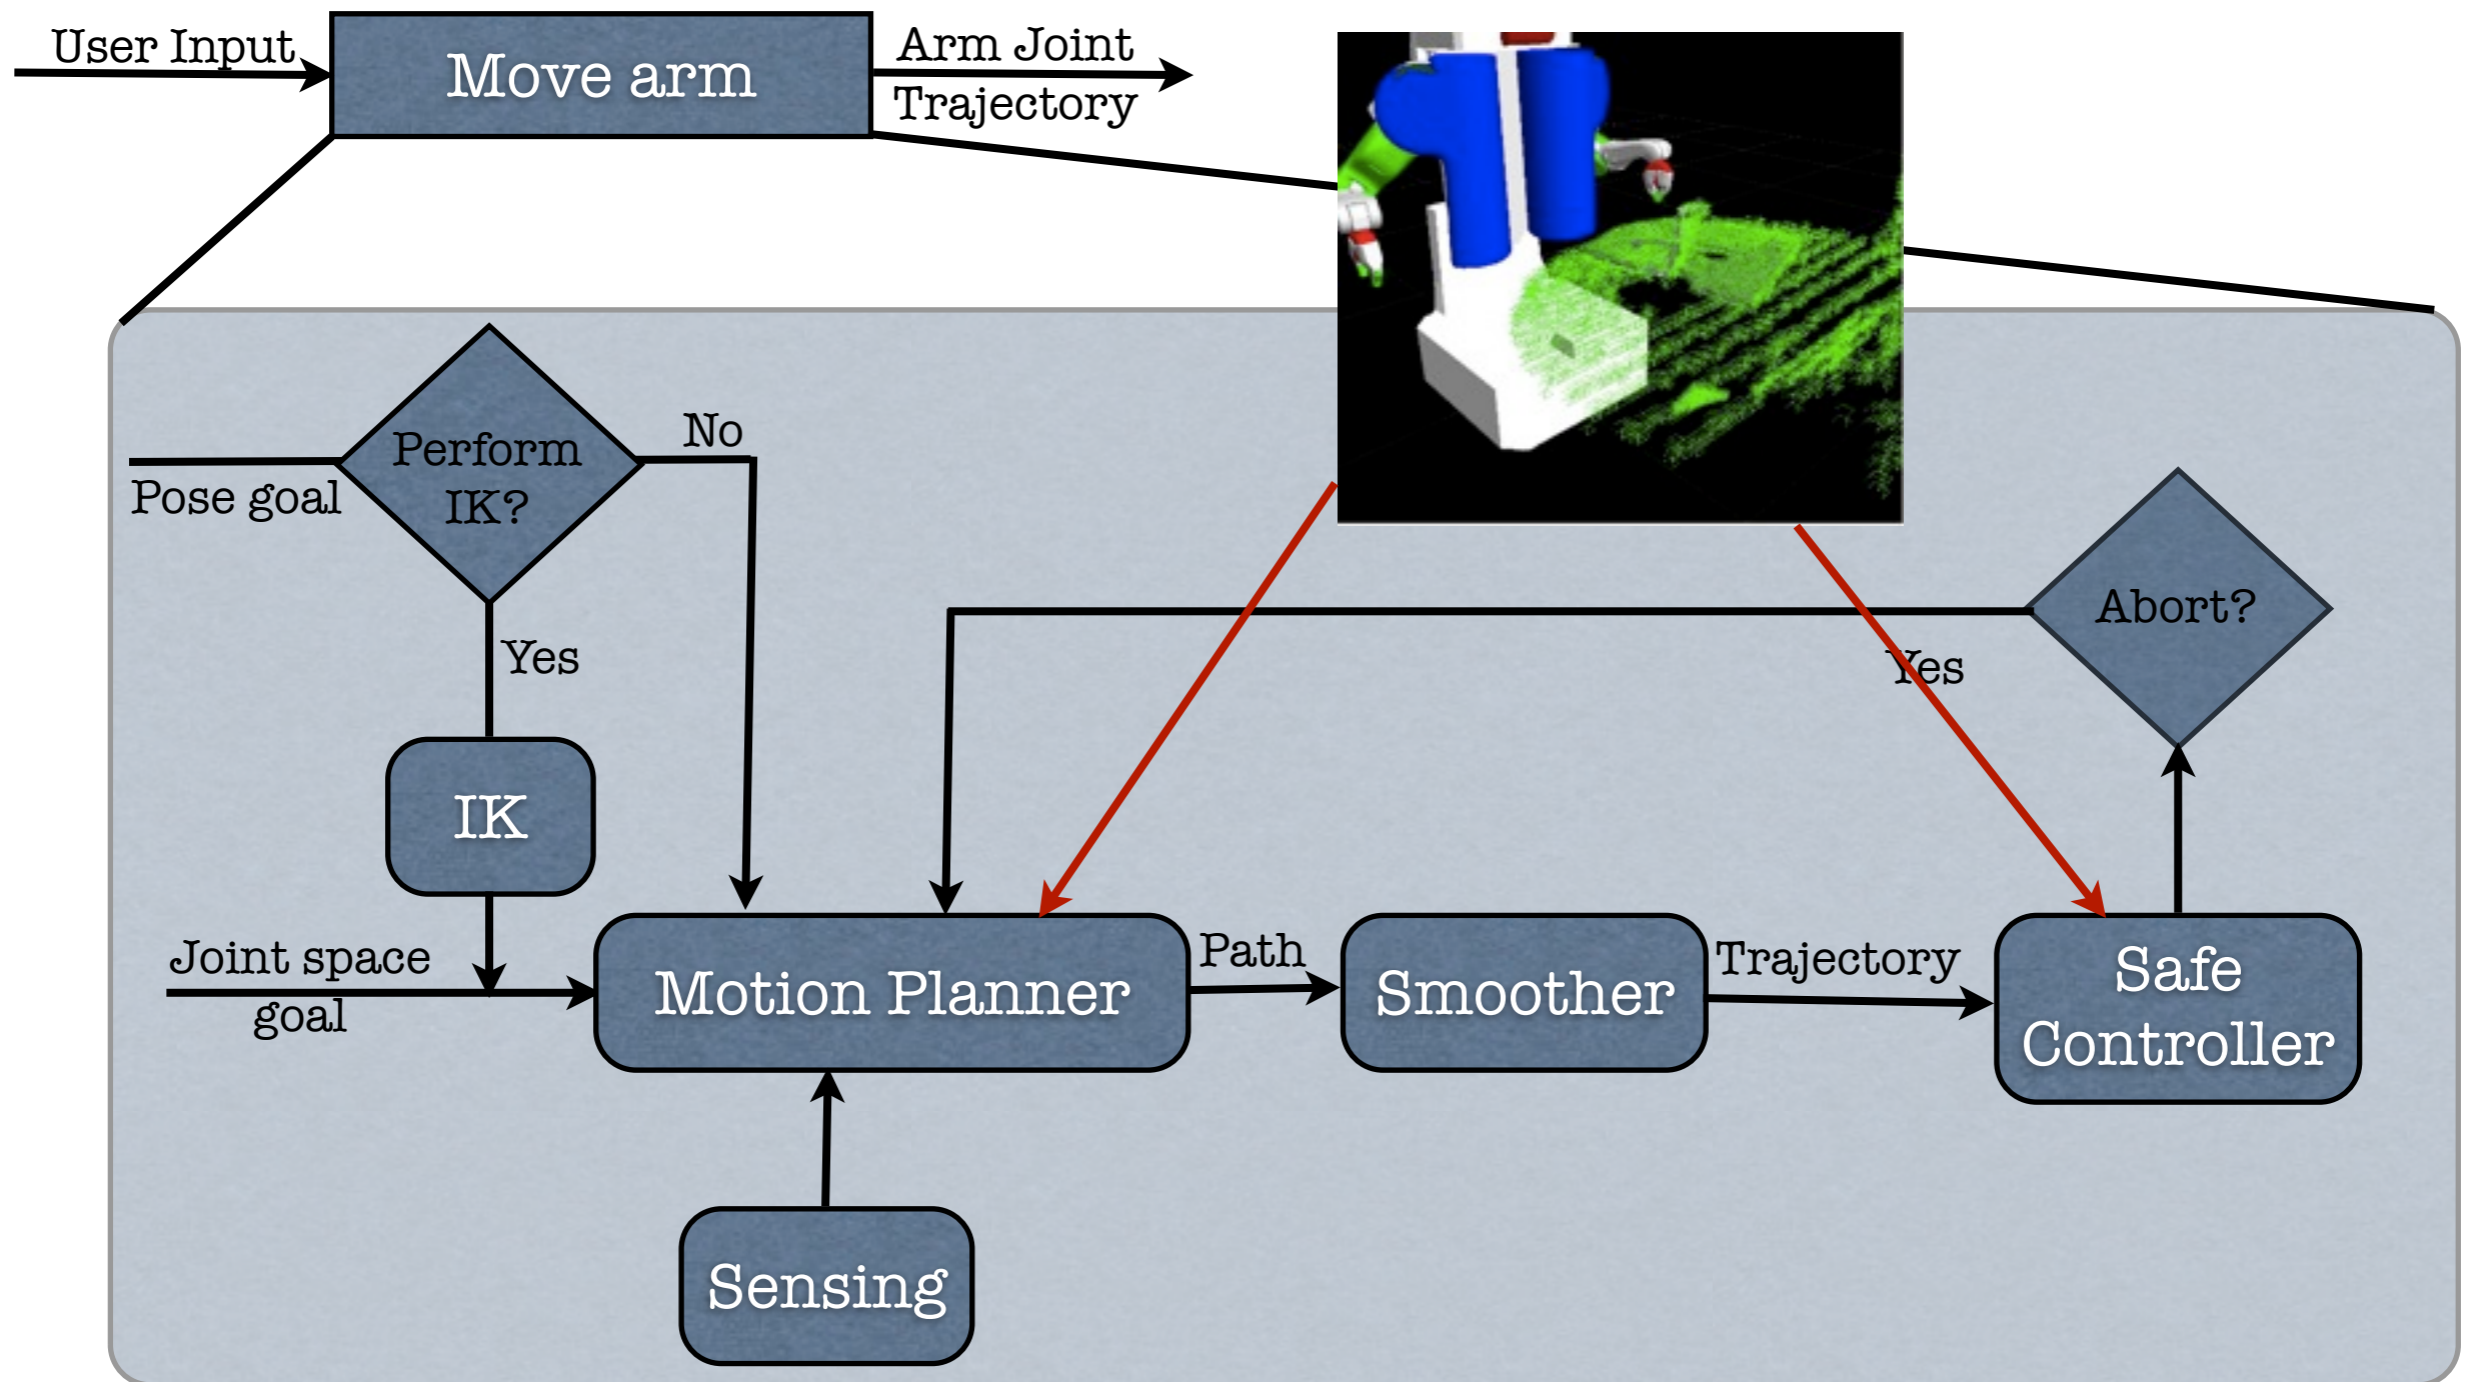 User Input
Move arm
Arm Joint
Trajectory
Perform
IK?
No
Pose goal
Yes
Abort?
Yes
IK
Joint space
goal
Motion Planner
Path
Smoother
Trajectory
Safe
Controller
Sensing